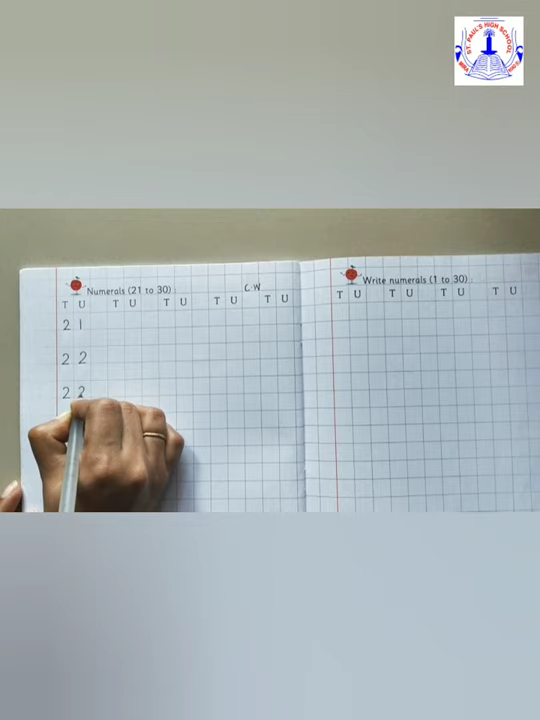 ST. PAUL'S HIGH SCHOOL
Numerals (21 to 30) :
C.W
T U T U T U T U T U
2 1
2 2
2 2
Write numerals (1 to 30) :
T U T U T U T U